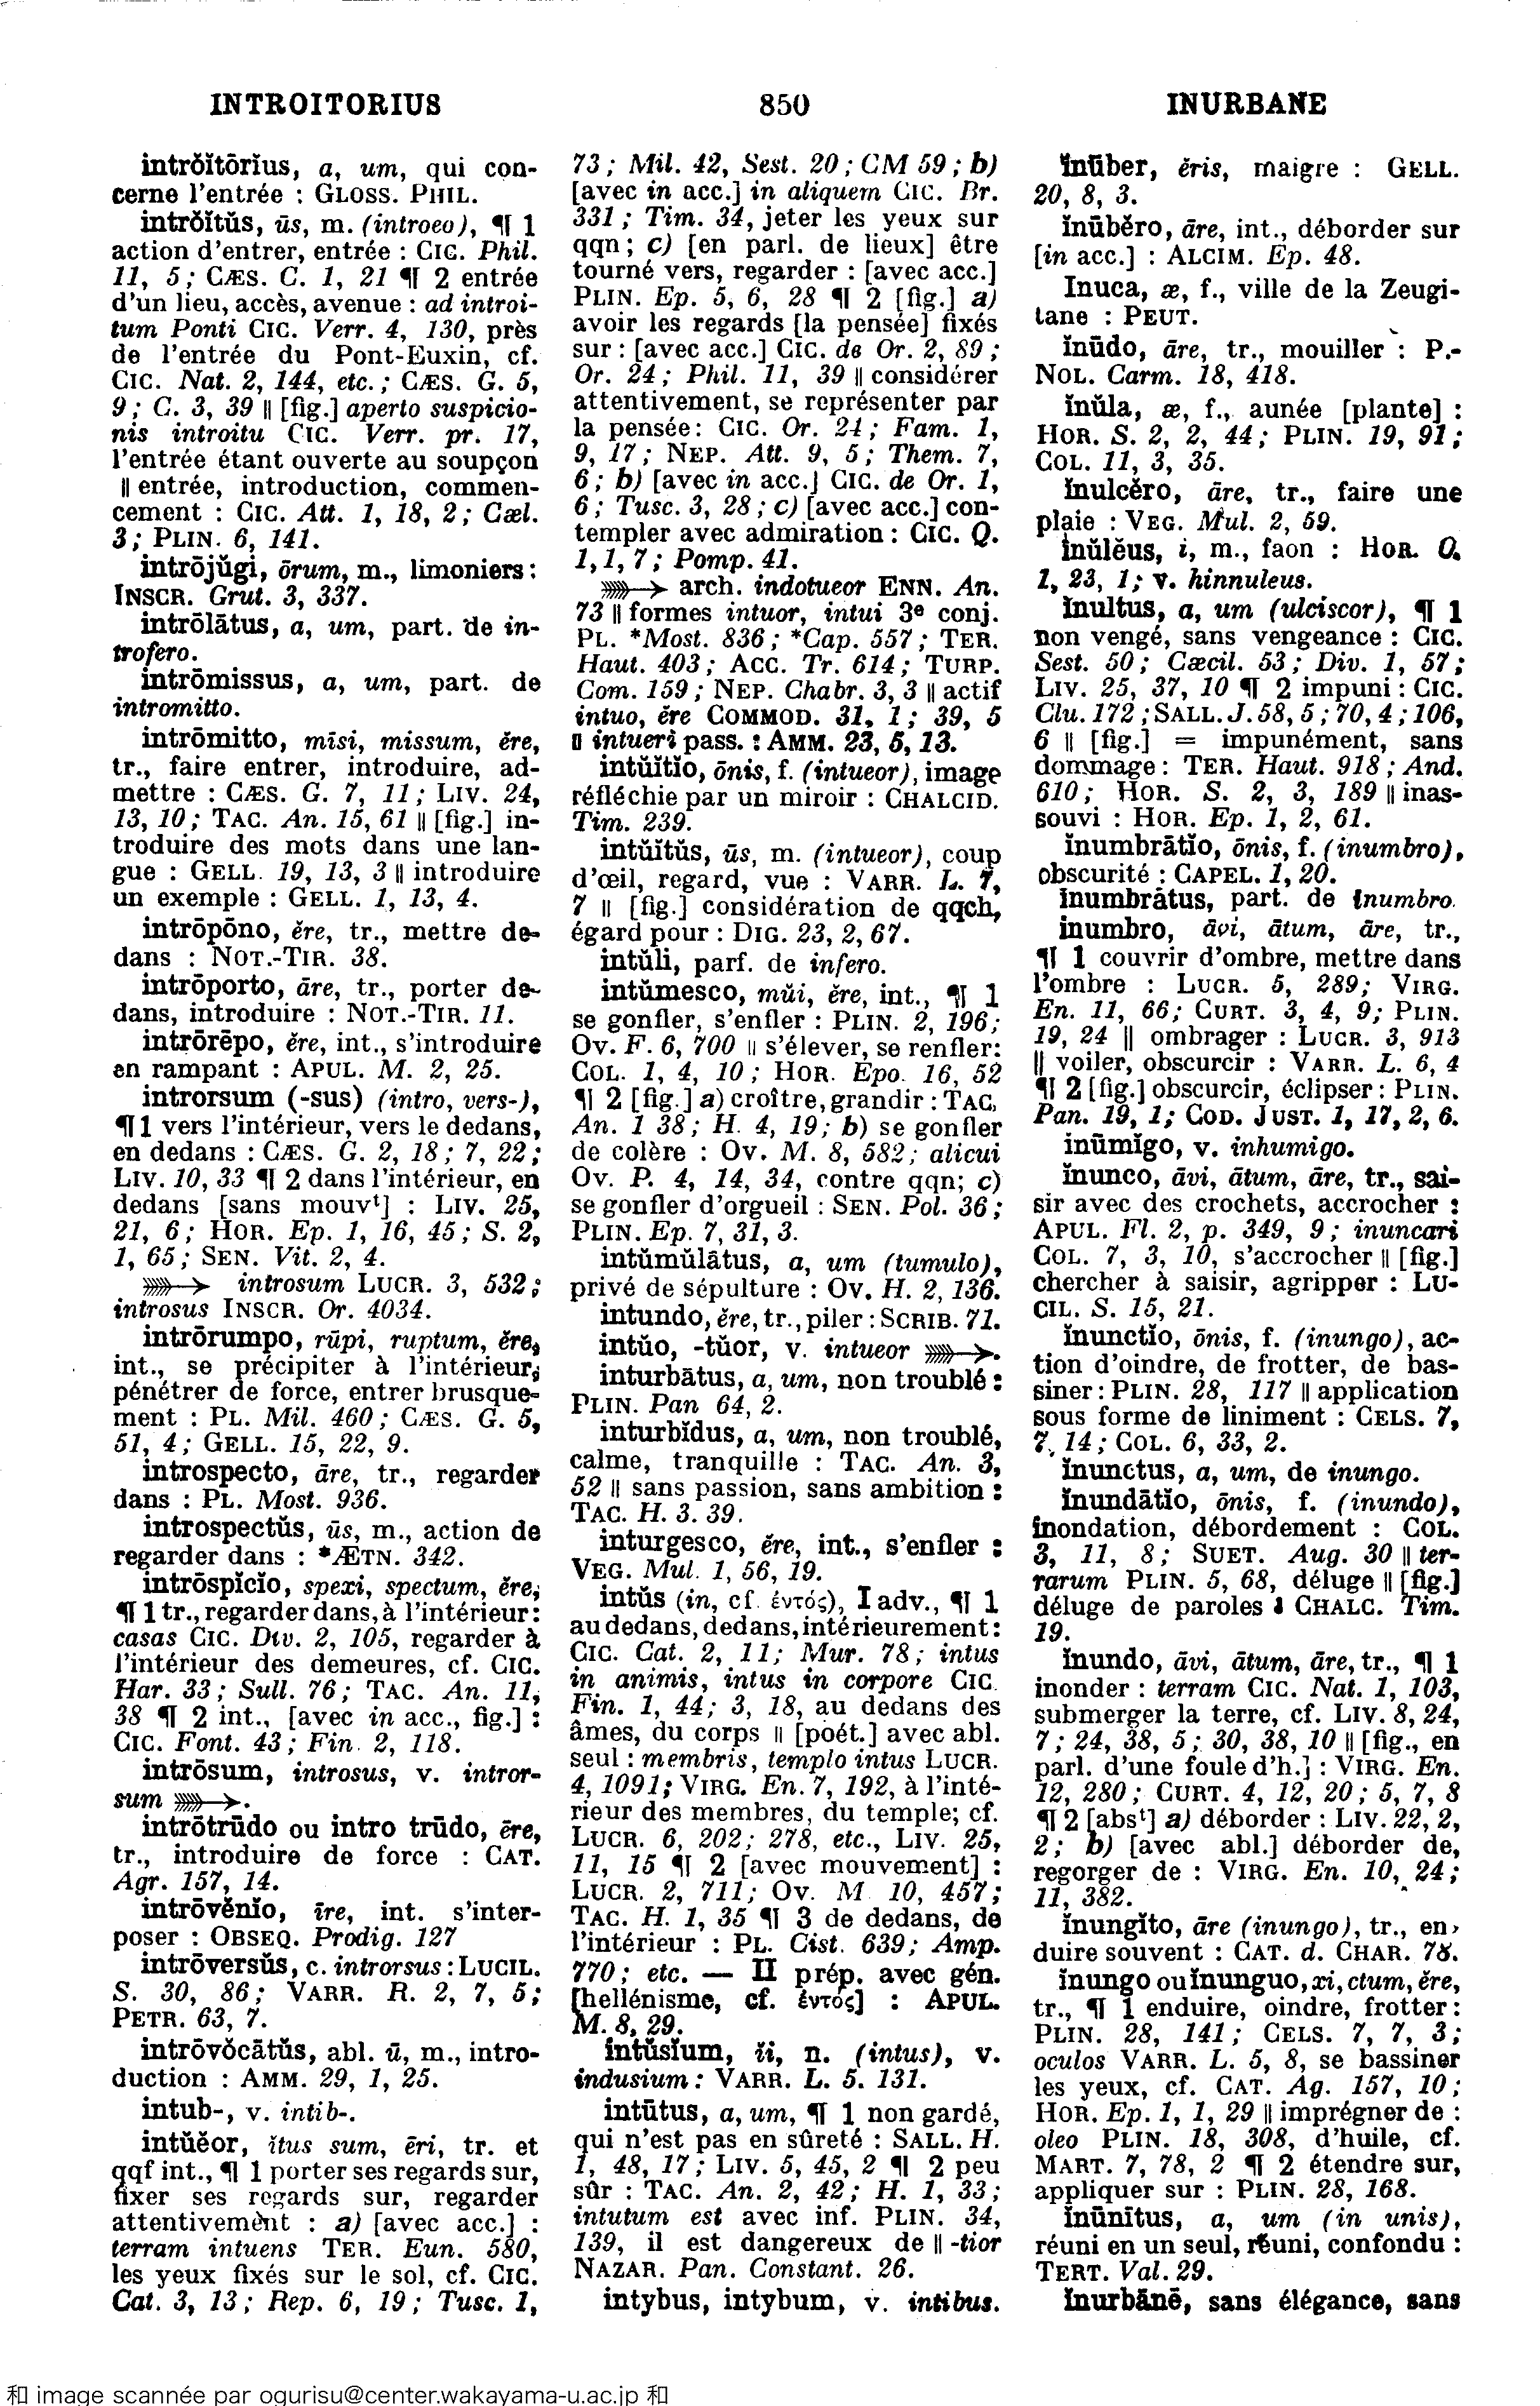 INTROITORIUS
850
INURBANE
intrŏĭtōrĭus, a, um, qui con-
cerne l'entrée : GLOSS. PHIL.
intrŏĭtŭs, ūs, m. (introeo), ¶ 1
action d'entrer, entrée : CIC. Phil.
11, 5; CÆS. C. 1, 21 ¶ 2 entrée
d'un lieu, accès, avenue : ad introi-
tum Ponti CIC. Verr. 4, 130, près
de l'entrée du Pont-Euxin, cf.
CIC. Nat. 2, 144, etc.; CÆS. G. 5,
9; C. 3, 39 || [fig.] aperto suspicio-
nis introitu CIC. Verr. pr. 17,
l'entrée étant ouverte au soupçon
|| entrée, introduction, commen-
cement : CIC. Att. 1, 18, 2; Cæl.
3; PLIN. 6, 141.
intrōjŭgi, ōrum, m., limoniers :
INSCR. Grut. 3, 337.
intrōlātus, a, um, part. de in-
trofero.
intrōmissus, a, um, part. de
intromitto.
intrōmitto, mīsi, missum, ĕre,
tr., faire entrer, introduire, ad-
mettre : CÆS. G. 7, 11; LIV. 24,
13, 10; TAC. An. 15, 61 || [fig.] in-
troduire des mots dans une lan-
gue : GELL. 19, 13, 3 || introduire
un exemple : GELL. 1, 13, 4.
intrōpōno, ĕre, tr., mettre de-
dans : NOT.-TIR. 38.
intrōporto, āre, tr., porter de-
dans, introduire : NOT.-TIR. 11.
intrōrēpo, ĕre, int., s'introduire
en rampant : APUL. M. 2, 25.
introrsum (-sus) (intro, vers-),
¶ 1 vers l'intérieur, vers le dedans,
en dedans : CÆS. G. 2, 18; 7, 22;
LIV. 10, 33 ¶ 2 dans l'intérieur, en
dedans [sans mouvᵗ] : LIV. 25,
21, 6; HOR. Ep. 1, 16, 45; S. 2,
1, 65; SEN. Vit. 2, 4.
introsum LUCR. 3, 532;
introsus INSCR. Or. 4034.
intrōrumpo, rūpi, ruptum, ĕre,
int., se précipiter à l'intérieur,
pénétrer de force, entrer brusque-
ment : PL. Mil. 460; CÆS. G. 5,
51, 4; GELL. 15, 22, 9.
introspecto, āre, tr., regarder
dans : PL. Most. 936.
introspectŭs, ūs, m., action de
regarder dans : *ÆTN. 342.
intrōspĭcĭo, spexi, spectum, ĕre,
¶ 1 tr., regarder dans, à l'intérieur :
casas CIC. Div. 2, 105, regarder à
l'intérieur des demeures, cf. CIC.
Har. 33; Sull. 76; TAC. An. 11,
38 ¶ 2 int., [avec in acc., fig.] :
CIC. Font. 43; Fin. 2, 118.
intrōsum, introsus, v. intror-
sum.
intrōtrūdo ou intro trūdo, ĕre,
tr., introduire de force : CAT.
Agr. 157, 14.
intrōvĕnĭo, īre, int. s'inter-
poser : OBSEQ. Prodig. 127
intrōversŭs, c. introrsus : LUCIL.
S. 30, 86; VARR. R. 2, 7, 5;
PETR. 63, 7.
intrōvŏcātŭs, abl. ū, m., intro-
duction : AMM. 29, 1, 25.
intub-, v. intib-.
intŭĕor, ĭtus sum, ēri, tr. et
qqf int., ¶ 1 porter ses regards sur,
fixer ses regards sur, regarder
attentivement : a) [avec acc.] :
terram intuens TER. Eun. 580,
les yeux fixés sur le sol, cf. CIC.
Cat. 3, 13; Rep. 6, 19; Tusc. 1,
73; Mil. 42, Sest. 20; CM 59; b)
[avec in acc.] in aliquem CIC. Br.
331; Tim. 34, jeter les yeux sur
qqn; c) [en parl. de lieux] être
tourné vers, regarder : [avec acc.]
PLIN. Ep. 5, 6, 28 ¶ 2 [fig.] a)
avoir les regards [la pensée] fixés
sur : [avec acc.] CIC. de Or. 2, 89;
Or. 24; Phil. 11, 39 || considérer
attentivement, se représenter par
la pensée : CIC. Or. 24; Fam. 1,
9, 17; NEP. Att. 9, 5; Them. 7,
6; b) [avec in acc.] CIC. de Or. 1,
6; Tusc. 3, 28; c) [avec acc.] con-
templer avec admiration : CIC. Q.
1, 1, 7; Pomp. 41.
arch. indotueor ENN. An.
73 || formes intuor, intui 3ᵉ conj.
PL. *Most. 836; *Cap. 557; TER.
Haut. 403; ACC. Tr. 614; TURP.
Com. 159; NEP. Chabr. 3, 3 || actif
intuo, ĕre COMMOD. 31, 1; 39, 5
|| intueri pass. : AMM. 23, 5, 13.
intŭĭtĭo, ōnis, f. (intueor), image
réfléchie par un miroir : CHALCID.
Tim. 239.
intŭĭtŭs, ūs, m. (intueor), coup
d'œil, regard, vue : VARR. L. 7,
7 || [fig.] considération de qqch,
égard pour : DIG. 23, 2, 67.
intŭli, parf. de infero.
intŭmesco, mŭi, ĕre, int., ¶ 1
se gonfler, s'enfler : PLIN. 2, 196;
OV. F. 6, 700 || s'élever, se renfler :
COL. 1, 4, 10; HOR. Epo. 16, 52
¶ 2 [fig.] a) croître, grandir : TAC.
An. 1 38; H. 4, 19; b) se gonfler
de colère : OV. M. 8, 582; alicui
OV. P. 4, 14, 34, contre qqn; c)
se gonfler d'orgueil : SEN. Pol. 36;
PLIN. Ep. 7, 31, 3.
intŭmŭlātus, a, um (tumulo),
privé de sépulture : OV. H. 2, 136.
intundo, ĕre, tr., piler : SCRIB. 71.
intŭo, -tŭor, v. intueor.
inturbātus, a, um, non troublé :
PLIN. Pan 64, 2.
inturbĭdus, a, um, non troublé,
calme, tranquille : TAC. An. 3,
52 || sans passion, sans ambition :
TAC. H. 3. 39.
inturgesco, ĕre, int., s'enfler :
VEG. Mul. 1, 56, 19.
intŭs (in, cf. ἐντός), I adv., ¶ 1
au dedans, dedans, intérieurement :
CIC. Cat. 2, 11; Mur. 78; intus
in animis, intus in corpore CIC.
Fin. 1, 44; 3, 18, au dedans des
âmes, du corps || [poét.] avec abl.
seul : membris, templo intus LUCR.
4, 1091; VIRG. En. 7, 192, à l'inté-
rieur des membres, du temple; cf.
LUCR. 6, 202; 278, etc., LIV. 25,
11, 15 ¶ 2 [avec mouvement] :
LUCR. 2, 711; OV. M 10, 457;
TAC. H. 1, 35 ¶ 3 de dedans, de
l'intérieur : PL. Cist. 639; Amp.
770; etc. — II prép. avec gén.
[hellénisme, cf. ἐντός] : APUL.
M. 8, 29.
intŭsĭum, ĭi, n. (intus), v.
indusium : VARR. L. 5. 131.
intūtus, a, um, ¶ 1 non gardé,
qui n'est pas en sûreté : SALL. H.
1, 48, 17; LIV. 5, 45, 2 ¶ 2 peu
sûr : TAC. An. 2, 42; H. 1, 33;
intutum est avec inf. PLIN. 34,
139, il est dangereux de || -tior
NAZAR. Pan. Constant. 26.
intybus, intybum, v. intibus.
ĭnūber, ĕris, maigre : GELL.
20, 8, 3.
ĭnūbĕro, āre, int., déborder sur
[in acc.] : ALCIM. Ep. 48.
Inuca, æ, f., ville de la Zeugi-
tane : PEUT.
ĭnūdo, āre, tr., mouiller : P.-
NOL. Carm. 18, 418.
ĭnŭla, æ, f., aunée [plante] :
HOR. S. 2, 2, 44; PLIN. 19, 91;
COL. 11, 3, 35.
ĭnulcĕro, āre, tr., faire une
plaie : VEG. Mul. 2, 59.
ĭnŭlĕus, i, m., faon : HOR. O.
1, 23, 1; v. hinnuleus.
ĭnultus, a, um (ulciscor), ¶ 1
non vengé, sans vengeance : CIC.
Sest. 50; Cæcil. 53; Div. 1, 57;
LIV. 25, 37, 10 ¶ 2 impuni : CIC.
Clu. 172; SALL. J. 58, 5; 70, 4; 106,
6 || [fig.] = impunément, sans
dommage : TER. Haut. 918; And.
610; HOR. S. 2, 3, 189 || inas-
souvi : HOR. Ep. 1, 2, 61.
ĭnumbrātĭo, ōnis, f. (inumbro),
obscurité : CAPEL. 1, 20.
ĭnumbrātus, part. de inumbro.
inumbro, āvi, ātum, āre, tr.,
¶ 1 couvrir d'ombre, mettre dans
l'ombre : LUCR. 5, 289; VIRG.
En. 11, 66; CURT. 3, 4, 9; PLIN.
19, 24 || ombrager : LUCR. 3, 913
|| voiler, obscurcir : VARR. L. 6, 4
¶ 2 [fig.] obscurcir, éclipser : PLIN.
Pan. 19, 1; COD. JUST. 1, 17, 2, 6.
inūmĭgo, v. inhumigo.
ĭnunco, āvi, ātum, āre, tr., sai-
sir avec des crochets, accrocher :
APUL. Fl. 2, p. 349, 9; inuncari
COL. 7, 3, 10, s'accrocher || [fig.]
chercher à saisir, agripper : LU-
CIL. S. 15, 21.
ĭnunctĭo, ōnis, f. (inungo), ac-
tion d'oindre, de frotter, de bas-
siner : PLIN. 28, 117 || application
sous forme de liniment : CELS. 7,
7, 14; COL. 6, 33, 2.
ĭnunctus, a, um, de inungo.
ĭnundātĭo, ōnis, f. (inundo),
inondation, débordement : COL.
3, 11, 8; SUET. Aug. 30 || ter-
rarum PLIN. 5, 68, déluge || [fig.]
déluge de paroles : CHALC. Tim.
19.
ĭnundo, āvi, ātum, āre, tr., ¶ 1
inonder : terram CIC. Nat. 1, 103,
submerger la terre, cf. LIV. 8, 24,
7; 24, 38, 5; 30, 38, 10 || [fig., en
parl. d'une foule d'h.] : VIRG. En.
12, 280; CURT. 4, 12, 20; 5, 7, 8
¶ 2 [absᵗ] a) déborder : LIV. 22, 2,
2; b) [avec abl.] déborder de,
regorger de : VIRG. En. 10, 24;
11, 382.
ĭnungĭto, āre (inungo), tr., en-
duire souvent : CAT. d. CHAR. 78.
ĭnungo ou ĭnunguo, xi, ctum, ĕre,
tr., ¶ 1 enduire, oindre, frotter :
PLIN. 28, 141; CELS. 7, 7, 3;
oculos VARR. L. 5, 8, se bassiner
les yeux, cf. CAT. Ag. 157, 10;
HOR. Ep. 1, 1, 29 || imprégner de :
oleo PLIN. 18, 308, d'huile, cf.
MART. 7, 78, 2 ¶ 2 étendre sur,
appliquer sur : PLIN. 28, 168.
ĭnūnītus, a, um (in unis),
réuni en un seul, réuni, confondu :
TERT. Val. 29.
ĭnurbānē, sans élégance, sans
和 image scannée par ogurisu@center.wakayama-u.ac.jp 和